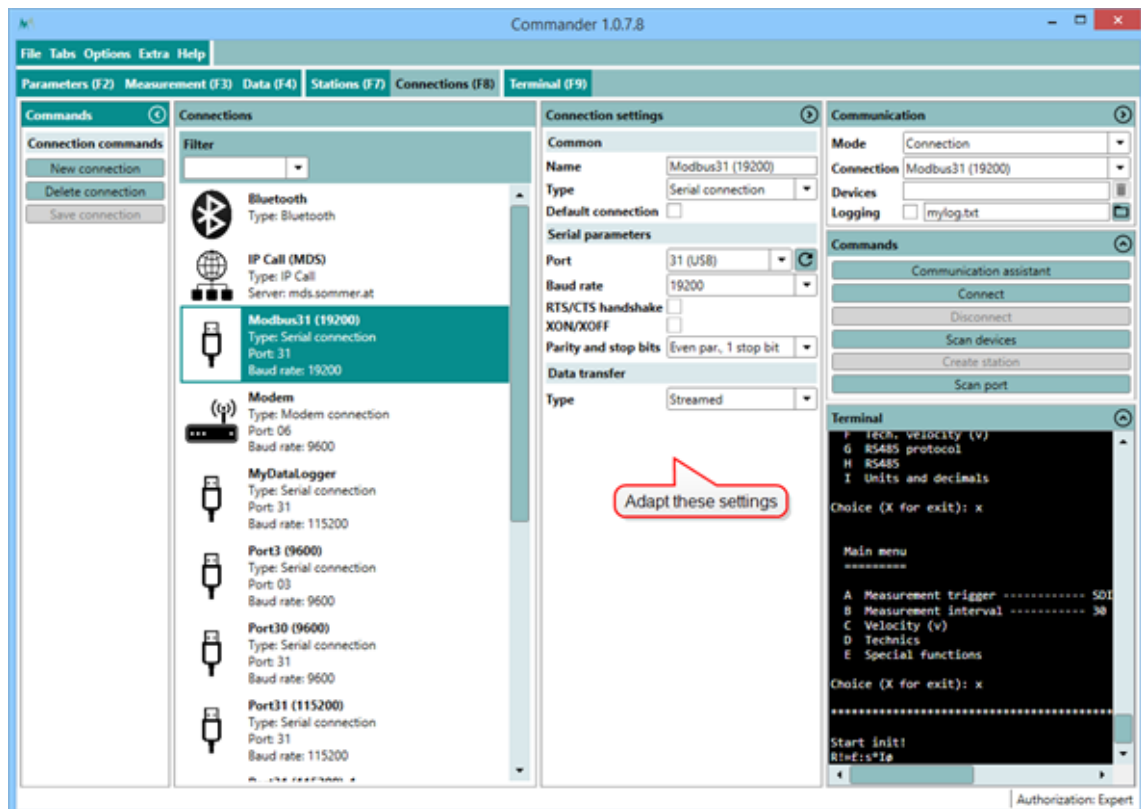 Commander 1.0.7.8
File Tabs Options Extra Help
Parameters (F2) Measurement (F3) Data (F4) Stations (F7) Connections (F8) Terminal (F9)
Commands
Connection commands
New connection
Delete connection
Save connection
Connections
Filter
Bluetooth
Type: Bluetooth
IP Call (MDS)
Type: IP Call
Server: mds.sommer.at
Modbus31 (19200)
Type: Serial connection
Port: 31
Baud rate: 19200
Modem
Type: Modem connection
Port: 06
Baud rate: 9600
MyDataLogger
Type: Serial connection
Port: 31
Baud rate: 115200
Port3 (9600)
Type: Serial connection
Port: 03
Baud rate: 9600
Port30 (9600)
Type: Serial connection
Port: 31
Baud rate: 9600
Port31 (115200)
Type: Serial connection
Port: 31
Baud rate: 115200
Connection settings
Common
Name Modbus31 (19200)
Type Serial connection
Default connection
Serial parameters
Port 31 (USB)
Baud rate 19200
RTS/CTS handshake
XON/XOFF
Parity and stop bits Even par., 1 stop bit
Data transfer
Type Streamed
Adapt these settings
Communication
Mode Connection
Connection Modbus31 (19200)
Devices
Logging mylog.txt
Commands
Communication assistant
Connect
Disconnect
Scan devices
Create station
Scan port
Terminal
F Tech. velocity (v)
G RS485 protocol
H RS485
I Units and decimals
Choice (X for exit): x
Main menu
=========
A Measurement trigger ------------ SDI
B Measurement interval ----------- 30
C Velocity (v)
D Technics
E Special functions
Choice (X for exit): x
******************************************
Start init!
Authorization: Expert